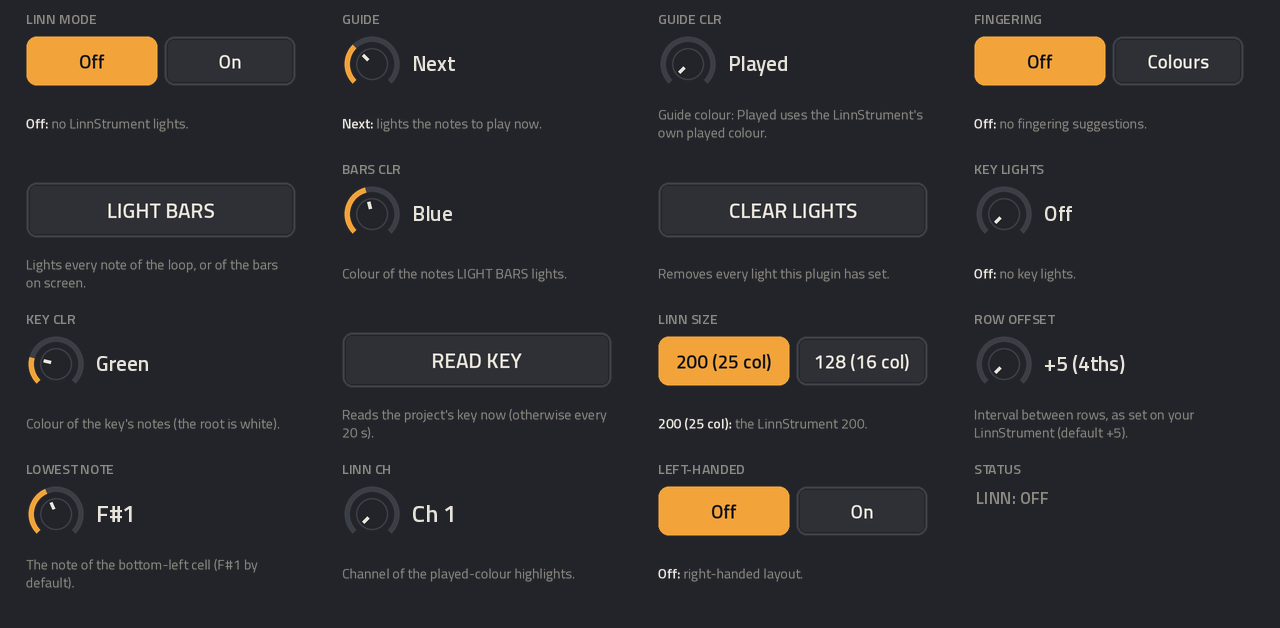 LINN MODE
Off
On
Off: no LinnStrument lights.
GUIDE
Next
Next: lights the notes to play now.
GUIDE CLR
Played
Guide colour: Played uses the LinnStrument's
own played colour.
FINGERING
Off
Colours
Off: no fingering suggestions.
LIGHT BARS
Lights every note of the loop, or of the bars
on screen.
BARS CLR
Blue
Colour of the notes LIGHT BARS lights.
CLEAR LIGHTS
Removes every light this plugin has set.
KEY LIGHTS
Off
Off: no key lights.
KEY CLR
Green
Colour of the key's notes (the root is white).
READ KEY
Reads the project's key now (otherwise every
20 s).
LINN SIZE
200 (25 col)
128 (16 col)
200 (25 col): the LinnStrument 200.
ROW OFFSET
+5 (4ths)
Interval between rows, as set on your
LinnStrument (default +5).
LOWEST NOTE
F#1
The note of the bottom-left cell (F#1 by
default).
LINN CH
Ch 1
Channel of the played-colour highlights.
LEFT-HANDED
Off
On
Off: right-handed layout.
STATUS
LINN: OFF